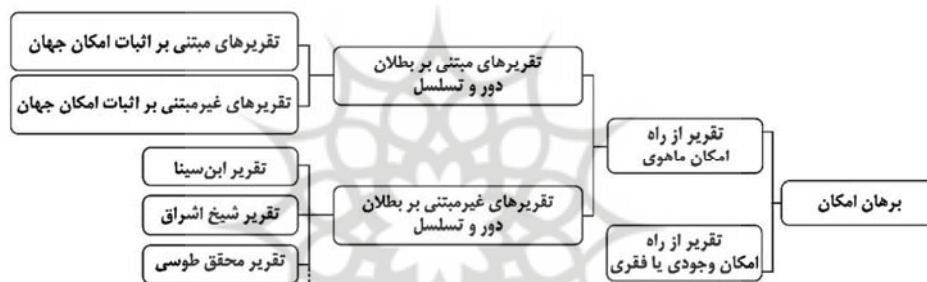 برهان امکان
تقریر از راه
امکان ماهوی
تقریر از راه
امکان وجودی یا فقری
تقریرهای مبتنی بر بطلان
دور و تسلسل
تقریرهای غیرمبتنی بر بطلان
دور و تسلسل
تقریرهای مبتنی بر اثبات امکان جهان
تقریرهای غیرمبتنی بر اثبات امکان جهان
تقریر ابن‌سینا
تقریر شیخ اشراق
تقریر محقق طوسی